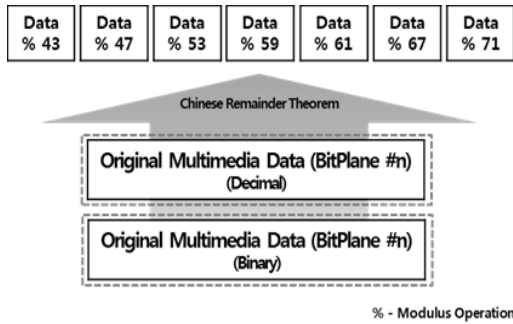 Data Data Data Data Data Data Data
% 43 % 47 % 53 % 59 % 61 % 67 % 71
Chinese Remainder Theorem
Original Multimedia Data (BitPlane #n)
(Decimal)
Original Multimedia Data (BitPlane #n)
(Binary)
% - Modulus Operation